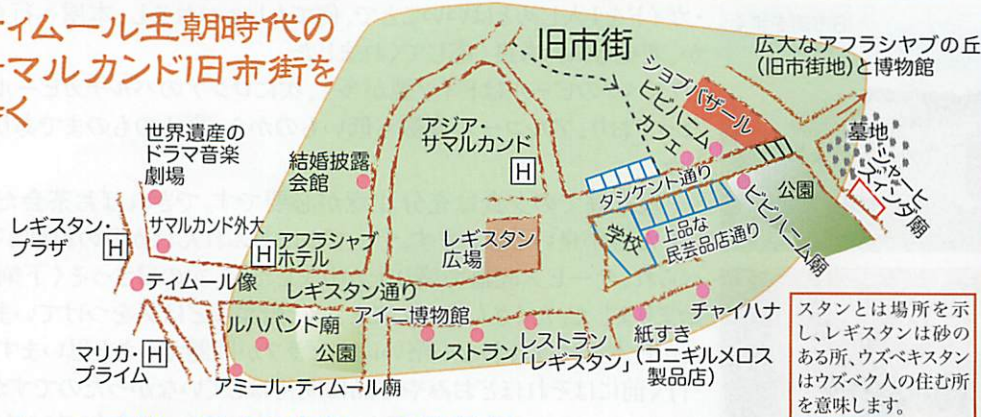 ティムール王朝時代の
サマルカンド旧市街を
く
旧市街
広大なアフラシヤブの丘
(旧市街地)と博物館
ショブバザール
ビビハニム
カフェ
墓地
シャーヒ
ズィンダ廟
世界遺産の
ドラマ音楽
劇場
結婚披露
会館
アジア・
サマルカンド
H
タシケント通り
公園
ビビハニム廟
学校
上品な
民芸品店通り
レギスタン・
プラザ
H
サマルカンド外大
H
アフラシャブ
ホテル
レギスタン
広場
ティムール像
レギスタン通り
チャイハナ
ルハバンド廟
公園
アイニ博物館
レストラン
レストラン
「レギスタン」
紙すき
(コニギルメロス
製品店)
マリカ・
プライム
H
アミール・ティムール廟
スタンとは場所を示
し、レギスタンは砂の
ある所、ウズベキスタン
はウズベク人の住む所
を意味します。